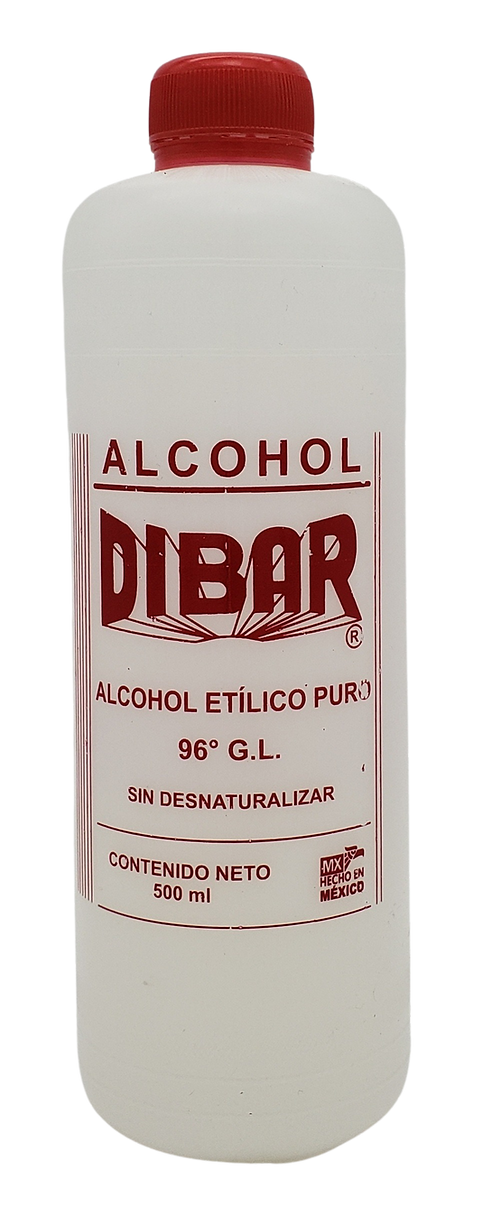 ALCOHOL
DIBAR
®
ALCOHOL ETÍLICO PURO
96° G.L.
SIN DESNATURALIZAR
CONTENIDO NETO
500 ml
MX
HECHO EN
MÉXICO